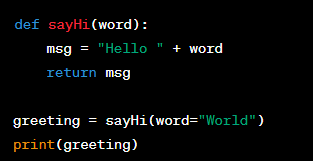 def sayHi(word):
    msg = "Hello " + word
    return msg

greeting = sayHi(word="World")
print(greeting)